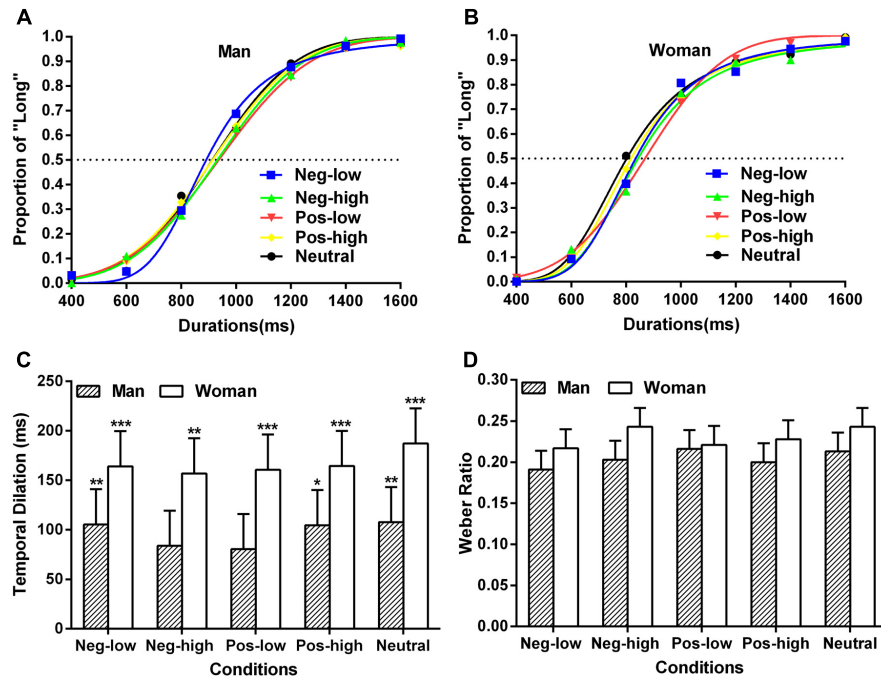 A
Man
Proportion of "Long"
1.0
0.9
0.8
0.7
0.6
0.5
0.4
0.3
0.2
0.1
0.0
Neg-low
Neg-high
Pos-low
Pos-high
Neutral
400 600 800 1000 1200 1400 1600
Durations(ms)
B
Woman
Proportion of "Long"
1.0
0.9
0.8
0.7
0.6
0.5
0.4
0.3
0.2
0.1
0.0
Neg-low
Neg-high
Pos-low
Pos-high
Neutral
400 600 800 1000 1200 1400 1600
Durations(ms)
C
Man Woman
Temporal Dilation (ms)
250
200
150
100
50
0
** *** ** *** * *** ** ***
Neg-low Neg-high Pos-low Pos-high Neutral
Conditions
D
Man Woman
Weber Ratio
0.30
0.25
0.20
0.15
0.10
0.05
0.00
Neg-low Neg-high Pos-low Pos-high Neutral
Conditions